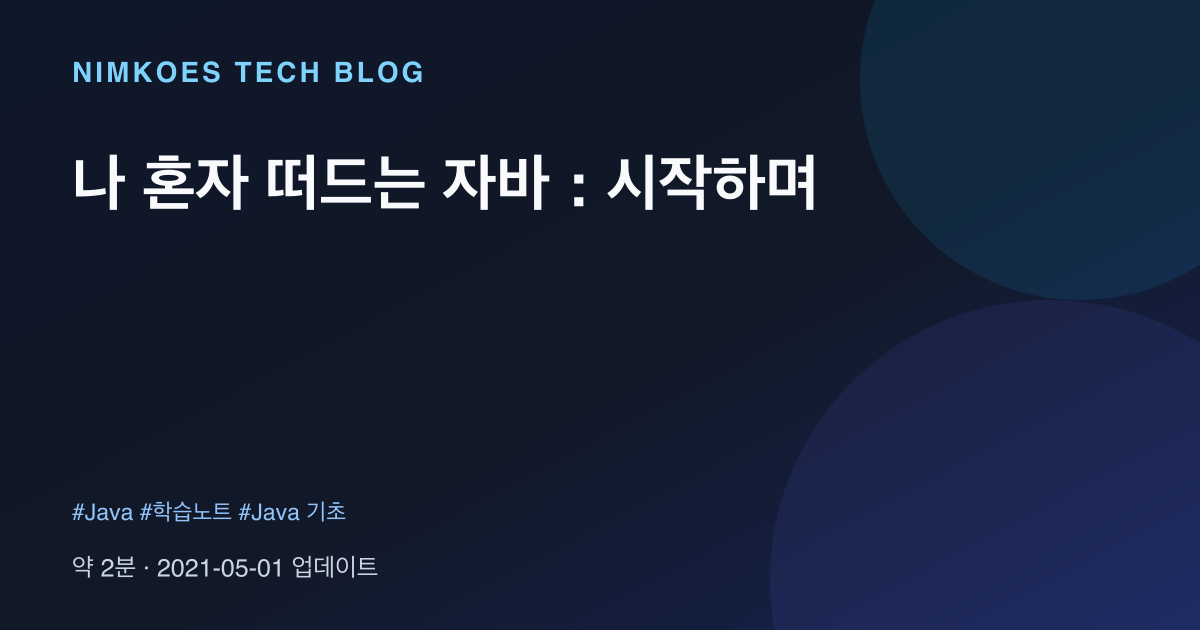 NIMKOES TECH BLOG
나 혼자 떠드는 자바 : 시작하며
#Java #학습노트 #Java 기초
약 2분 · 2021-05-01 업데이트